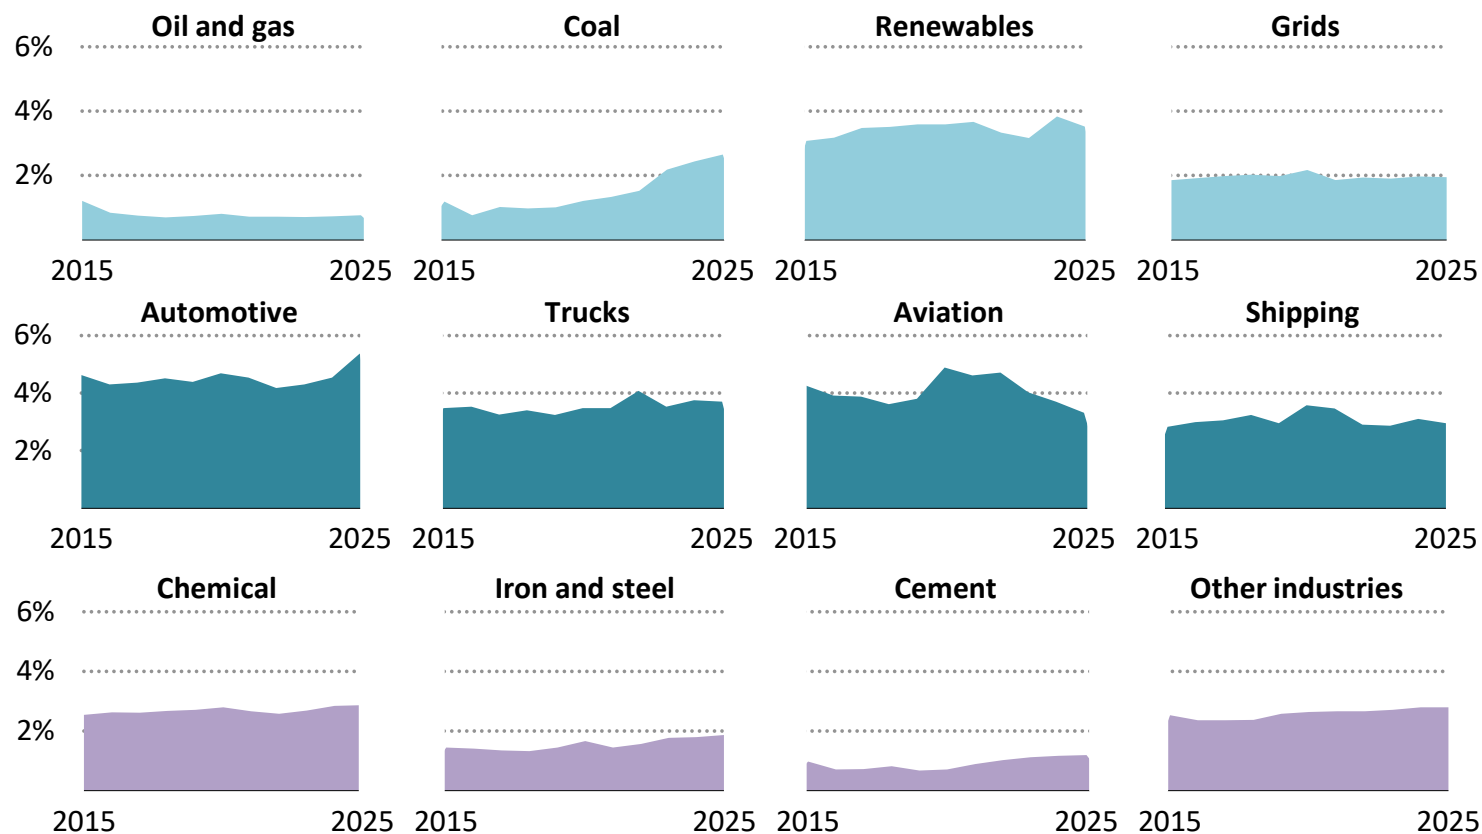 Oil and gas Coal Renewables Grids
6%
4%
2%
2015 2025 2015 2025 2015 2025 2015 2025
Automotive Trucks Aviation Shipping
6%
4%
2%
2015 2025 2015 2025 2015 2025 2015 2025
Chemical Iron and steel Cement Other industries
6%
4%
2%
2015 2025 2015 2025 2015 2025 2015 2025